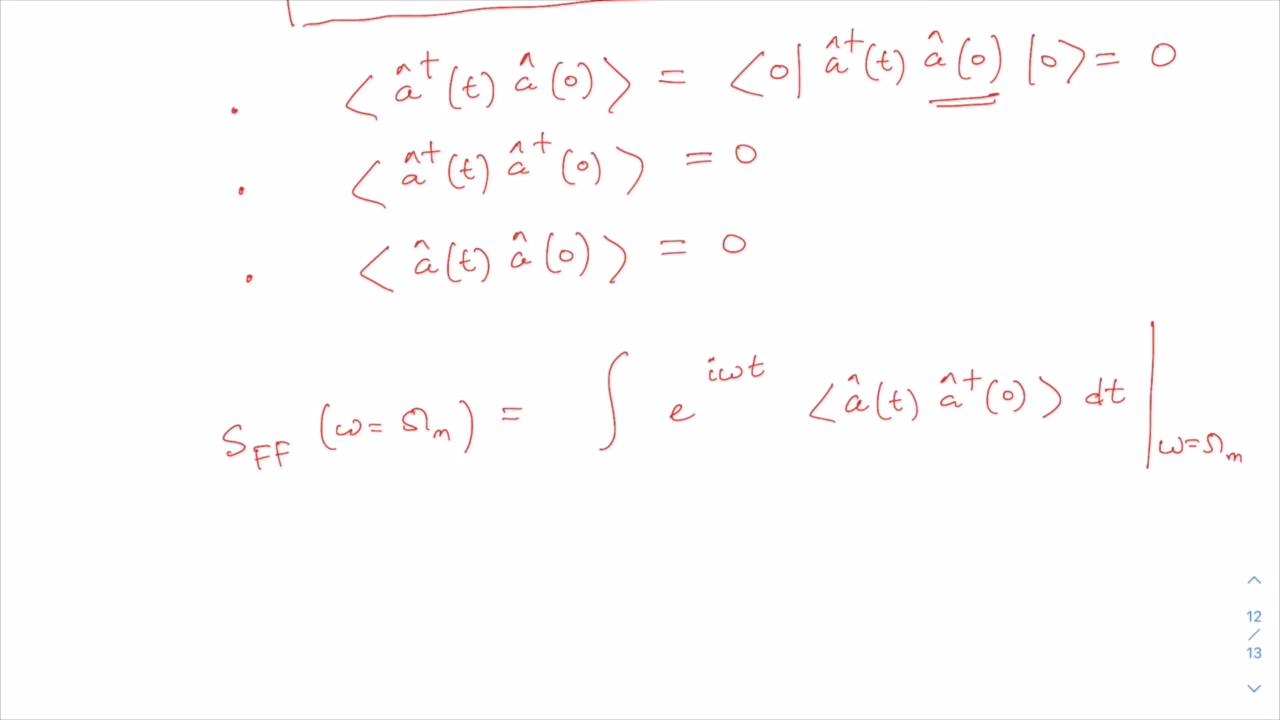 . ⟨â†(t) â(0)⟩ = ⟨0| â†(t) â(0) |0⟩ = 0
. ⟨â†(t) â†(0)⟩ = 0
. ⟨â(t) â(0)⟩ = 0
S_FF (ω=Ω_m) = ∫ e^{iωt} ⟨â(t) â†(0)⟩ dt |_{ω=Ω_m}
12
/
13